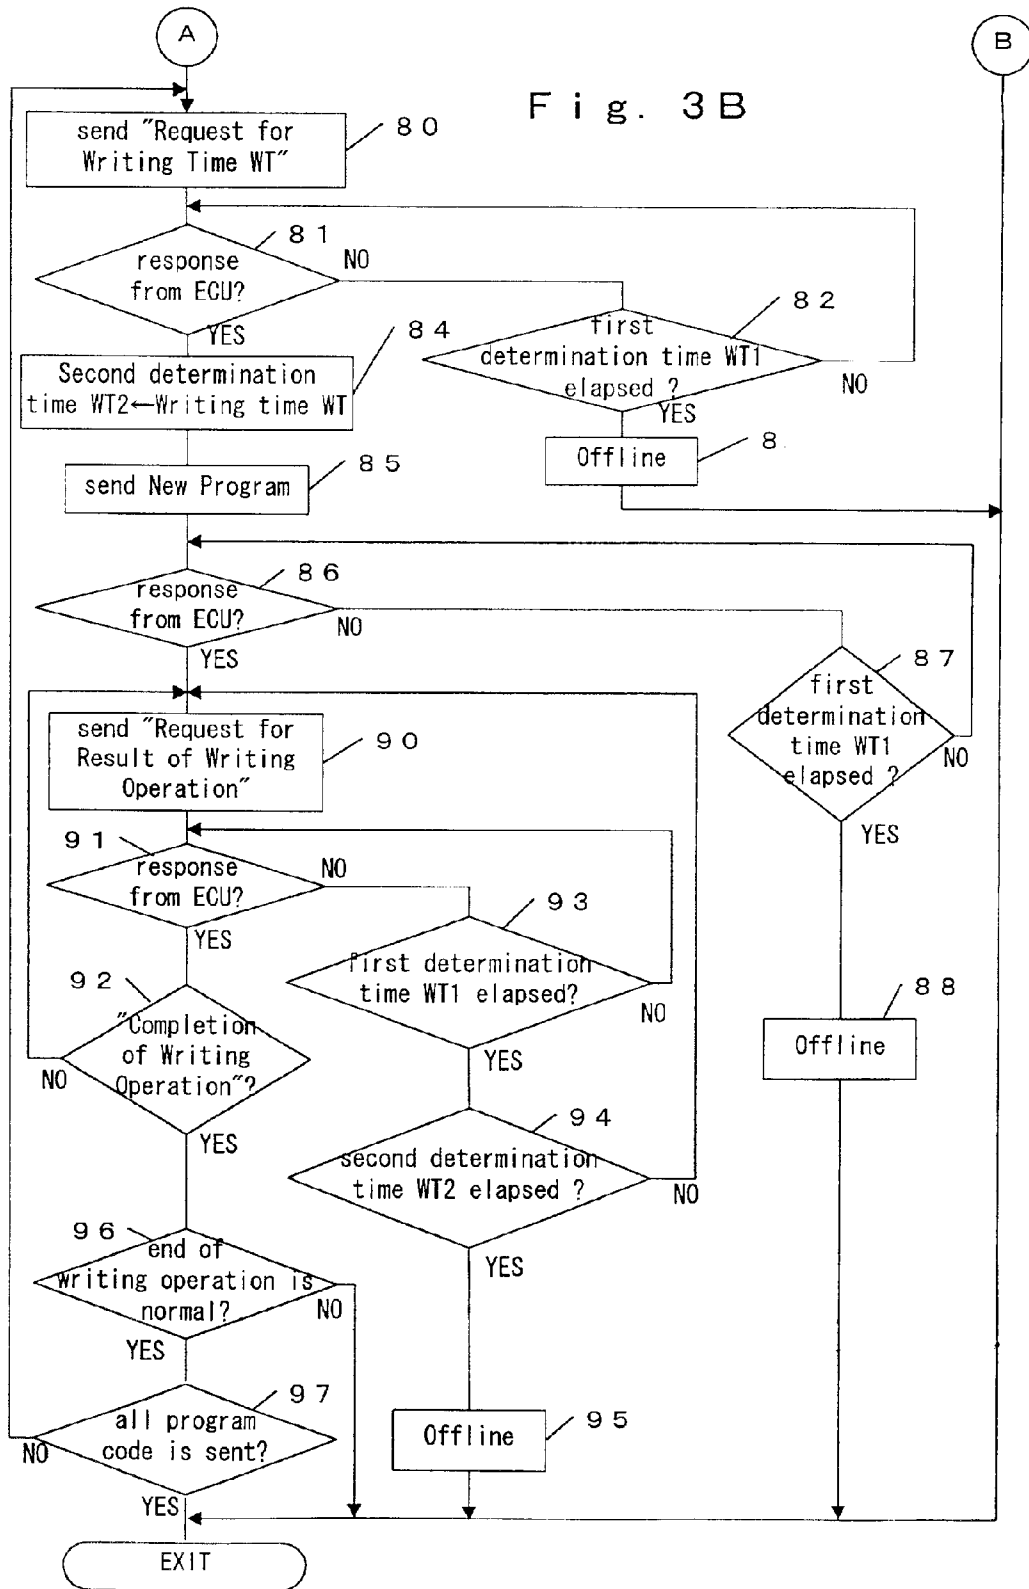 A
B
Fig. 3B
send "Request for
Writing Time WT"
80
response
from ECU?
81
NO
YES
first
determination time WT1
elapsed ?
82
NO
YES
Second determination
time WT2←Writing time WT
84
Offline
8
send New Program
85
response
from ECU?
86
NO
YES
first
determination
time WT1
elapsed ?
87
NO
YES
send "Request for
Result of Writing
Operation"
90
response
from ECU?
91
NO
YES
first determination
time WT1 elapsed?
93
NO
YES
"Completion
of Writing
Operation"?
92
NO
YES
Offline
88
second determination
time WT2 elapsed ?
94
NO
YES
end of
writing operation is
normal?
96
NO
YES
all program
code is sent?
97
NO
YES
Offline
95
EXIT